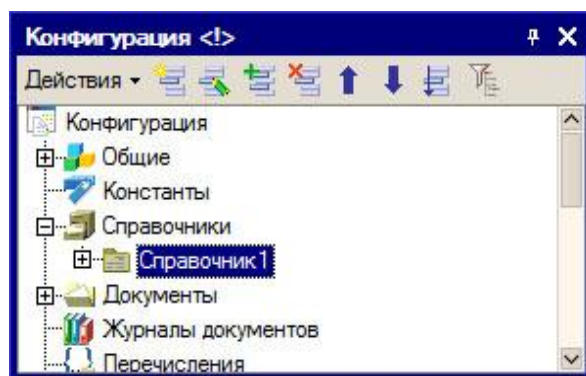 Конфигурация <!>
Действия
Конфигурация
Общие
Константы
Справочники
Справочник1
Документы
Журналы документов
Перечисления